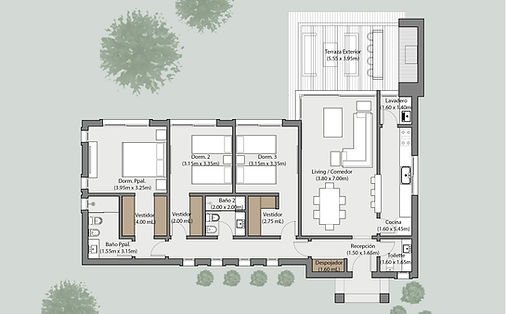 Terraza Exterior
(5.55 x 3.95m)
Lavadero
(1.60 x 1.40m)
Dorm. Ppal.
(3.95m x 3.25m)
Dorm. 2
(3.15m x 3.35m)
Dorm. 3
(3.15m x 3.35m)
Living / Comedor
(3.80 x 7.00m)
Vestidor
(4.00 ML)
Vestidor
(2.00 ML)
Baño 2
(2.00 x 2.00m)
Vestidor
(2.75 ML)
Cocina
(1.60 x 5.45m)
Baño Ppal.
(1.55m x 3.15m)
Recepción
(1.50 x 3.65m)
Despojador
(1.60 ML)
Toilette
(1.60 x 1.65m)